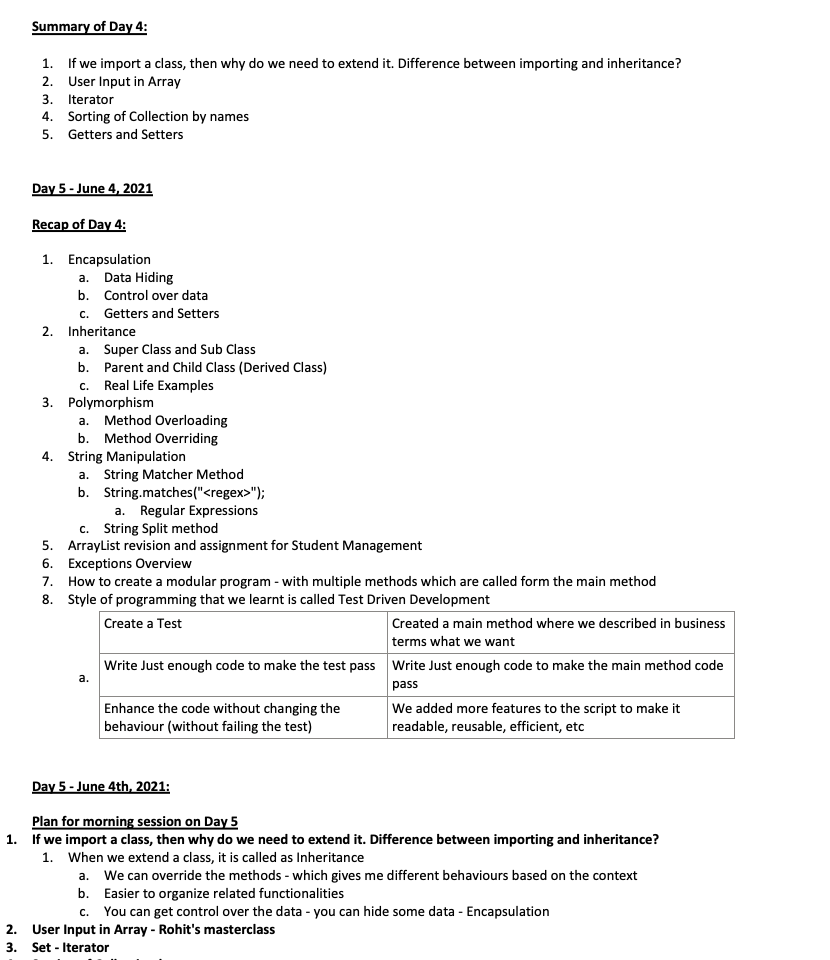 Summary of Day 4:
1. If we import a class, then why do we need to extend it. Difference between importing and inheritance?
2. User Input in Array
3. Iterator
4. Sorting of Collection by names
5. Getters and Setters
Day 5 - June 4, 2021
Recap of Day 4:
1. Encapsulation
a. Data Hiding
b. Control over data
c. Getters and Setters
2. Inheritance
a. Super Class and Sub Class
b. Parent and Child Class (Derived Class)
c. Real Life Examples
3. Polymorphism
a. Method Overloading
b. Method Overriding
4. String Manipulation
a. String Matcher Method
b. String.matches("<regex>");
a. Regular Expressions
c. String Split method
5. ArrayList revision and assignment for Student Management
6. Exceptions Overview
7. How to create a modular program - with multiple methods which are called form the main method
8. Style of programming that we learnt is called Test Driven Development
a.
Create a Test
Created a main method where we described in business
terms what we want
Write Just enough code to make the test pass
Write Just enough code to make the main method code
pass
Enhance the code without changing the
behaviour (without failing the test)
We added more features to the script to make it
readable, reusable, efficient, etc
Day 5 - June 4th, 2021:
Plan for morning session on Day 5
1. If we import a class, then why do we need to extend it. Difference between importing and inheritance?
1. When we extend a class, it is called as Inheritance
a. We can override the methods - which gives me different behaviours based on the context
b. Easier to organize related functionalities
c. You can get control over the data - you can hide some data - Encapsulation
2. User Input in Array - Rohit's masterclass
3. Set - Iterator